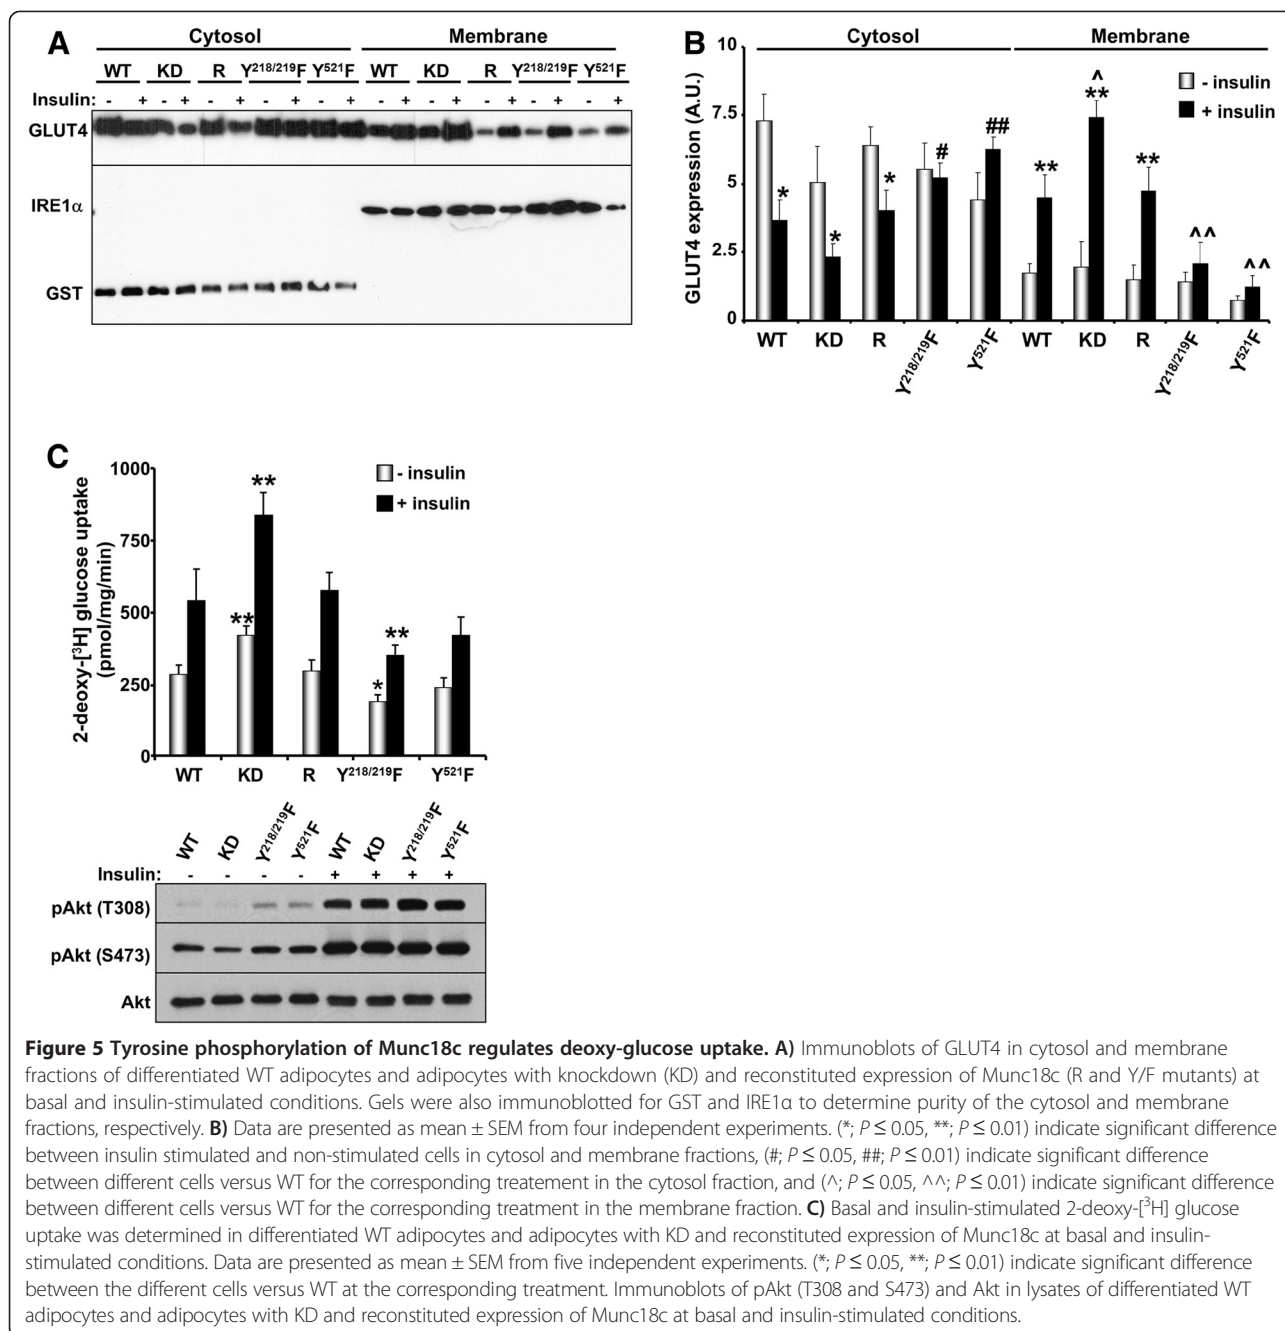 A
Cytosol Membrane
WT KD R Y218/219F Y521F WT KD R Y218/219F Y521F
Insulin: - + - + - + - + - + - + - + - + - + - +
GLUT4
IRE1α
GST
B
Cytosol Membrane
GLUT4 expression (A.U.)
10
7.5
5
2.5
0
- insulin
+ insulin
* * * # ## ** ^ ** ** ^^ ^^
WT KD R Y218/219F Y521F WT KD R Y218/219F Y521F
C
2-deoxy-[3H] glucose uptake
(pmol/mg/min)
1000
750
500
250
0
- insulin
+ insulin
** ** * **
WT KD R Y218/219F Y521F
WT KD Y218/219F Y521F WT KD Y218/219F Y521F
Insulin: - - - - + + + +
pAkt (T308)
pAkt (S473)
Akt
Figure 5 Tyrosine phosphorylation of Munc18c regulates deoxy-glucose uptake. A) Immunoblots of GLUT4 in cytosol and membrane
fractions of differentiated WT adipocytes and adipocytes with knockdown (KD) and reconstituted expression of Munc18c (R and Y/F mutants) at
basal and insulin-stimulated conditions. Gels were also immunoblotted for GST and IRE1α to determine purity of the cytosol and membrane
fractions, respectively. B) Data are presented as mean ± SEM from four independent experiments. (*; P ≤ 0.05, **; P ≤ 0.01) indicate significant difference
between insulin stimulated and non-stimulated cells in cytosol and membrane fractions, (#; P ≤ 0.05, ##; P ≤ 0.01) indicate significant difference
between different cells versus WT for the corresponding treatement in the cytosol fraction, and (^; P ≤ 0.05, ^^; P ≤ 0.01) indicate significant difference
between different cells versus WT for the corresponding treatment in the membrane fraction. C) Basal and insulin-stimulated 2-deoxy-[3H] glucose
uptake was determined in differentiated WT adipocytes and adipocytes with KD and reconstituted expression of Munc18c at basal and insulin-
stimulated conditions. Data are presented as mean ± SEM from five independent experiments. (*; P ≤ 0.05, **; P ≤ 0.01) indicate significant difference
between the different cells versus WT at the corresponding treatment. Immunoblots of pAkt (T308 and S473) and Akt in lysates of differentiated WT
adipocytes and adipocytes with KD and reconstituted expression of Munc18c at basal and insulin-stimulated conditions.